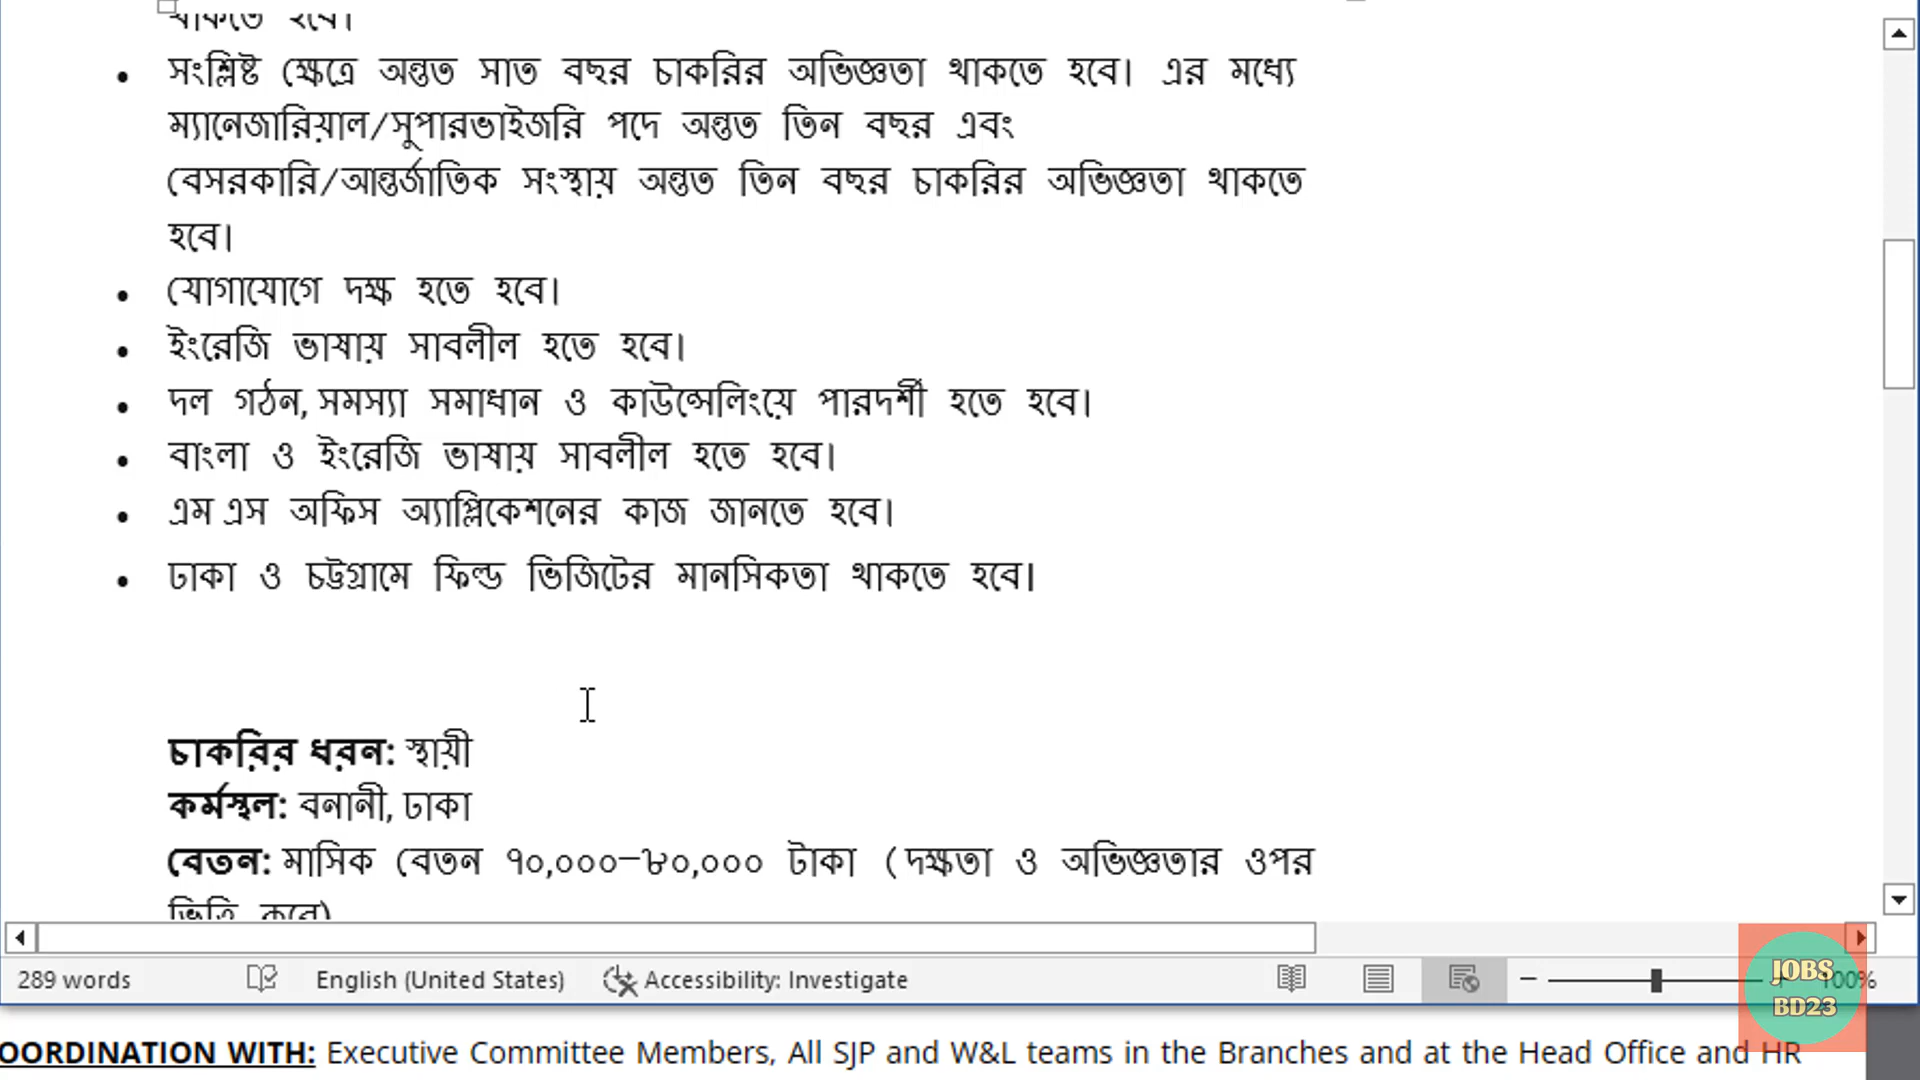 থাকতে হবে।
• সংশ্লিষ্ট ক্ষেত্রে অন্তত সাত বছর চাকরির অভিজ্ঞতা থাকতে হবে। এর মধ্যে
ম্যানেজারিয়াল/সুপারভাইজরি পদে অন্তত তিন বছর এবং
বেসরকারি/আন্তর্জাতিক সংস্থায় অন্তত তিন বছর চাকরির অভিজ্ঞতা থাকতে
হবে।
• যোগাযোগে দক্ষ হতে হবে।
• ইংরেজি ভাষায় সাবলীল হতে হবে।
• দল গঠন, সমস্যা সমাধান ও কাউন্সেলিংয়ে পারদর্শী হতে হবে।
• বাংলা ও ইংরেজি ভাষায় সাবলীল হতে হবে।
• এম এস অফিস অ্যাপ্লিকেশনের কাজ জানতে হবে।
• ঢাকা ও চট্টগ্রামে ফিল্ড ভিজিটের মানসিকতা থাকতে হবে।
চাকরির ধরন: স্থায়ী
কর্মস্থল: বনানী, ঢাকা
বেতন: মাসিক বেতন ৭০,০০০–৮০,০০০ টাকা (দক্ষতা ও অভিজ্ঞতার ওপর
ভিত্তি করে)
289 words English (United States) Accessibility: Investigate 100%
JOBS
BD23
OORDINATION WITH: Executive Committee Members, All SJP and W&L teams in the Branches and at the Head Office and HR